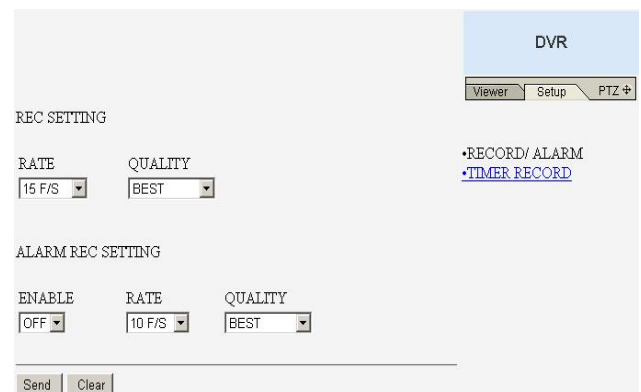 DVR
Viewer Setup PTZ
REC SETTING
RATE QUALITY
15 F/S BEST
•RECORD/ ALARM
•TIMER RECORD
ALARM REC SETTING
ENABLE RATE QUALITY
OFF 10 F/S BEST
Send Clear